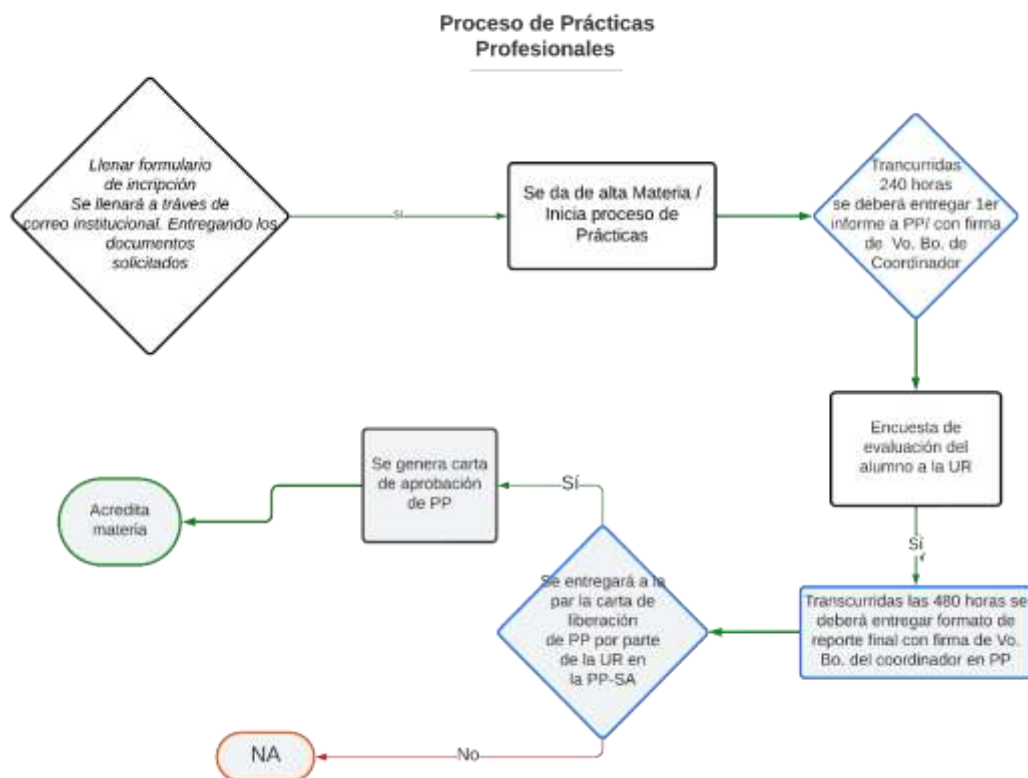 Proceso de Prácticas
Profesionales
Llenar formulario
de incripción
Se llenará a tráves de
correo institucional. Entregando los
documentos
solicitados
Si
Se da de alta Materia /
Inicia proceso de
Prácticas
Trancurridas
240 horas
se deberá entregar 1er
informe a PP/ con firma
de Vo. Bo. de
Coordinador
Encuesta de
evaluación del
alumno a la UR
Sí
Transcurridas las 480 horas se
deberá entregar formato de
reporte final con firma de Vo.
Bo. del coordinador en PP
Se entregará a la
par la carta de
liberación
de PP por parte
de la UR en
la PP-SA
Sí
Se genera carta
de aprobación
de PP
Acredita
materia
No
NA